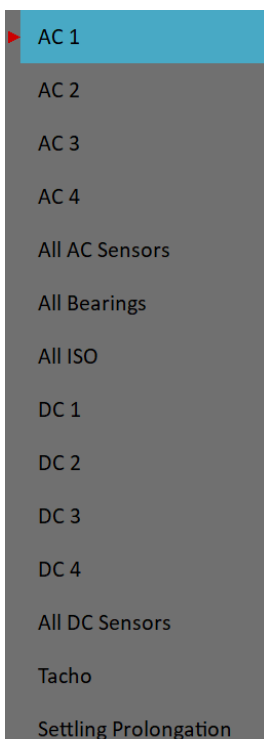 AC 1
AC 2
AC 3
AC 4
All AC Sensors
All Bearings
All ISO
DC 1
DC 2
DC 3
DC 4
All DC Sensors
Tacho
Settling Prolongation